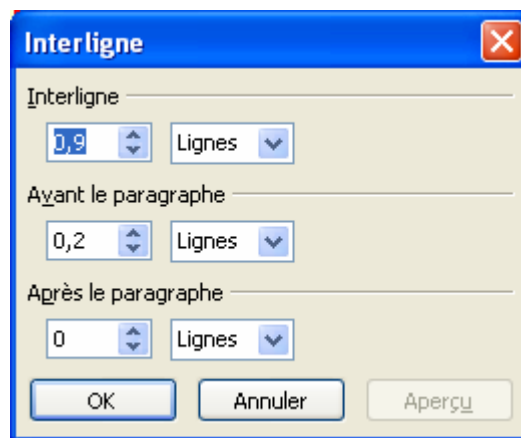 Interligne
Interligne
0,9 Lignes
Avant le paragraphe
0,2 Lignes
Après le paragraphe
0 Lignes
OK Annuler Aperçu